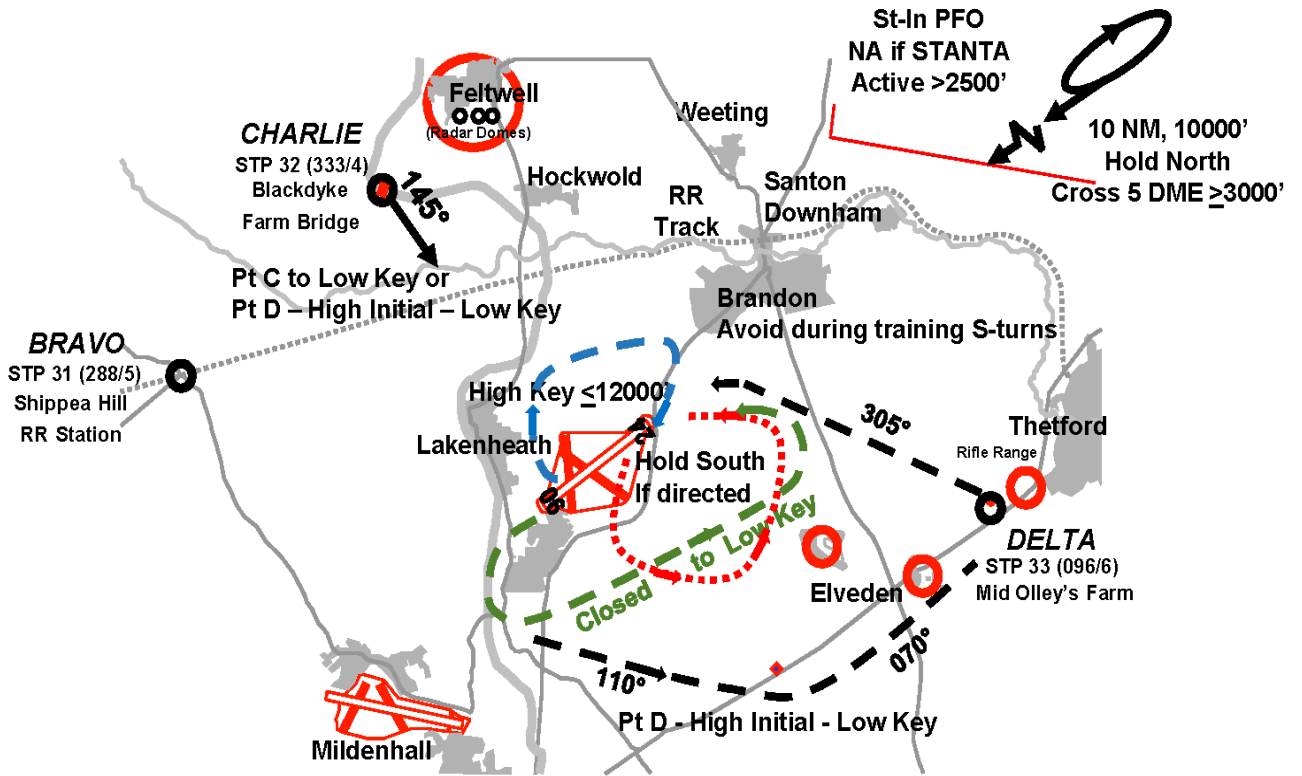 St-In PFO
NA if STANTA
Active >2500’
10 NM, 10000’
Hold North
Cross 5 DME ≥3000’
Feltwell
(Radar Domes)
CHARLIE
STP 32 (333/4)
Blackdyke
Farm Bridge
145°
Hockwold
Weeting
RR
Track
Santon
Downham
Pt C to Low Key or
Pt D – High Initial – Low Key
Brandon
Avoid during training S-turns
BRAVO
STP 31 (288/5)
Shippea Hill
RR Station
High Key ≤12000’
Lakenheath
24
06
Hold South
If directed
305°
Thetford
Rifle Range
DELTA
STP 33 (096/6)
Mid Olley’s Farm
Elveden
Closed to Low Key
110°
070°
Pt D - High Initial - Low Key
Mildenhall